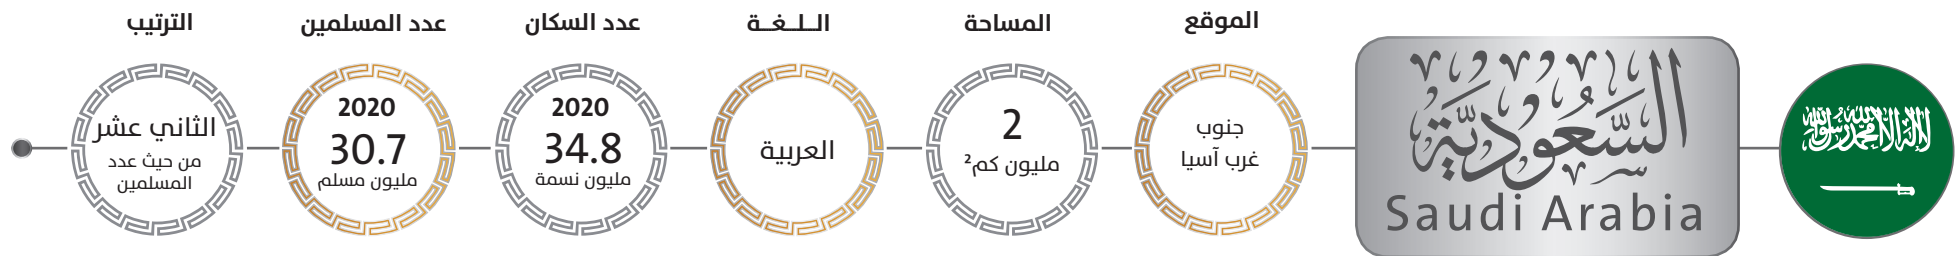 لا إله إلا الله محمد رسول الله
السَّعُودِيَّة
Saudi Arabia
الموقع
جنوب
غرب آسيا
المساحة
2
مليون كم²
اللـغـة
العربية
عدد السكان
2020
34.8
مليون نسمة
عدد المسلمين
2020
30.7
مليون مسلم
الترتيب
الثاني عشر
من حيث عدد
المسلمين